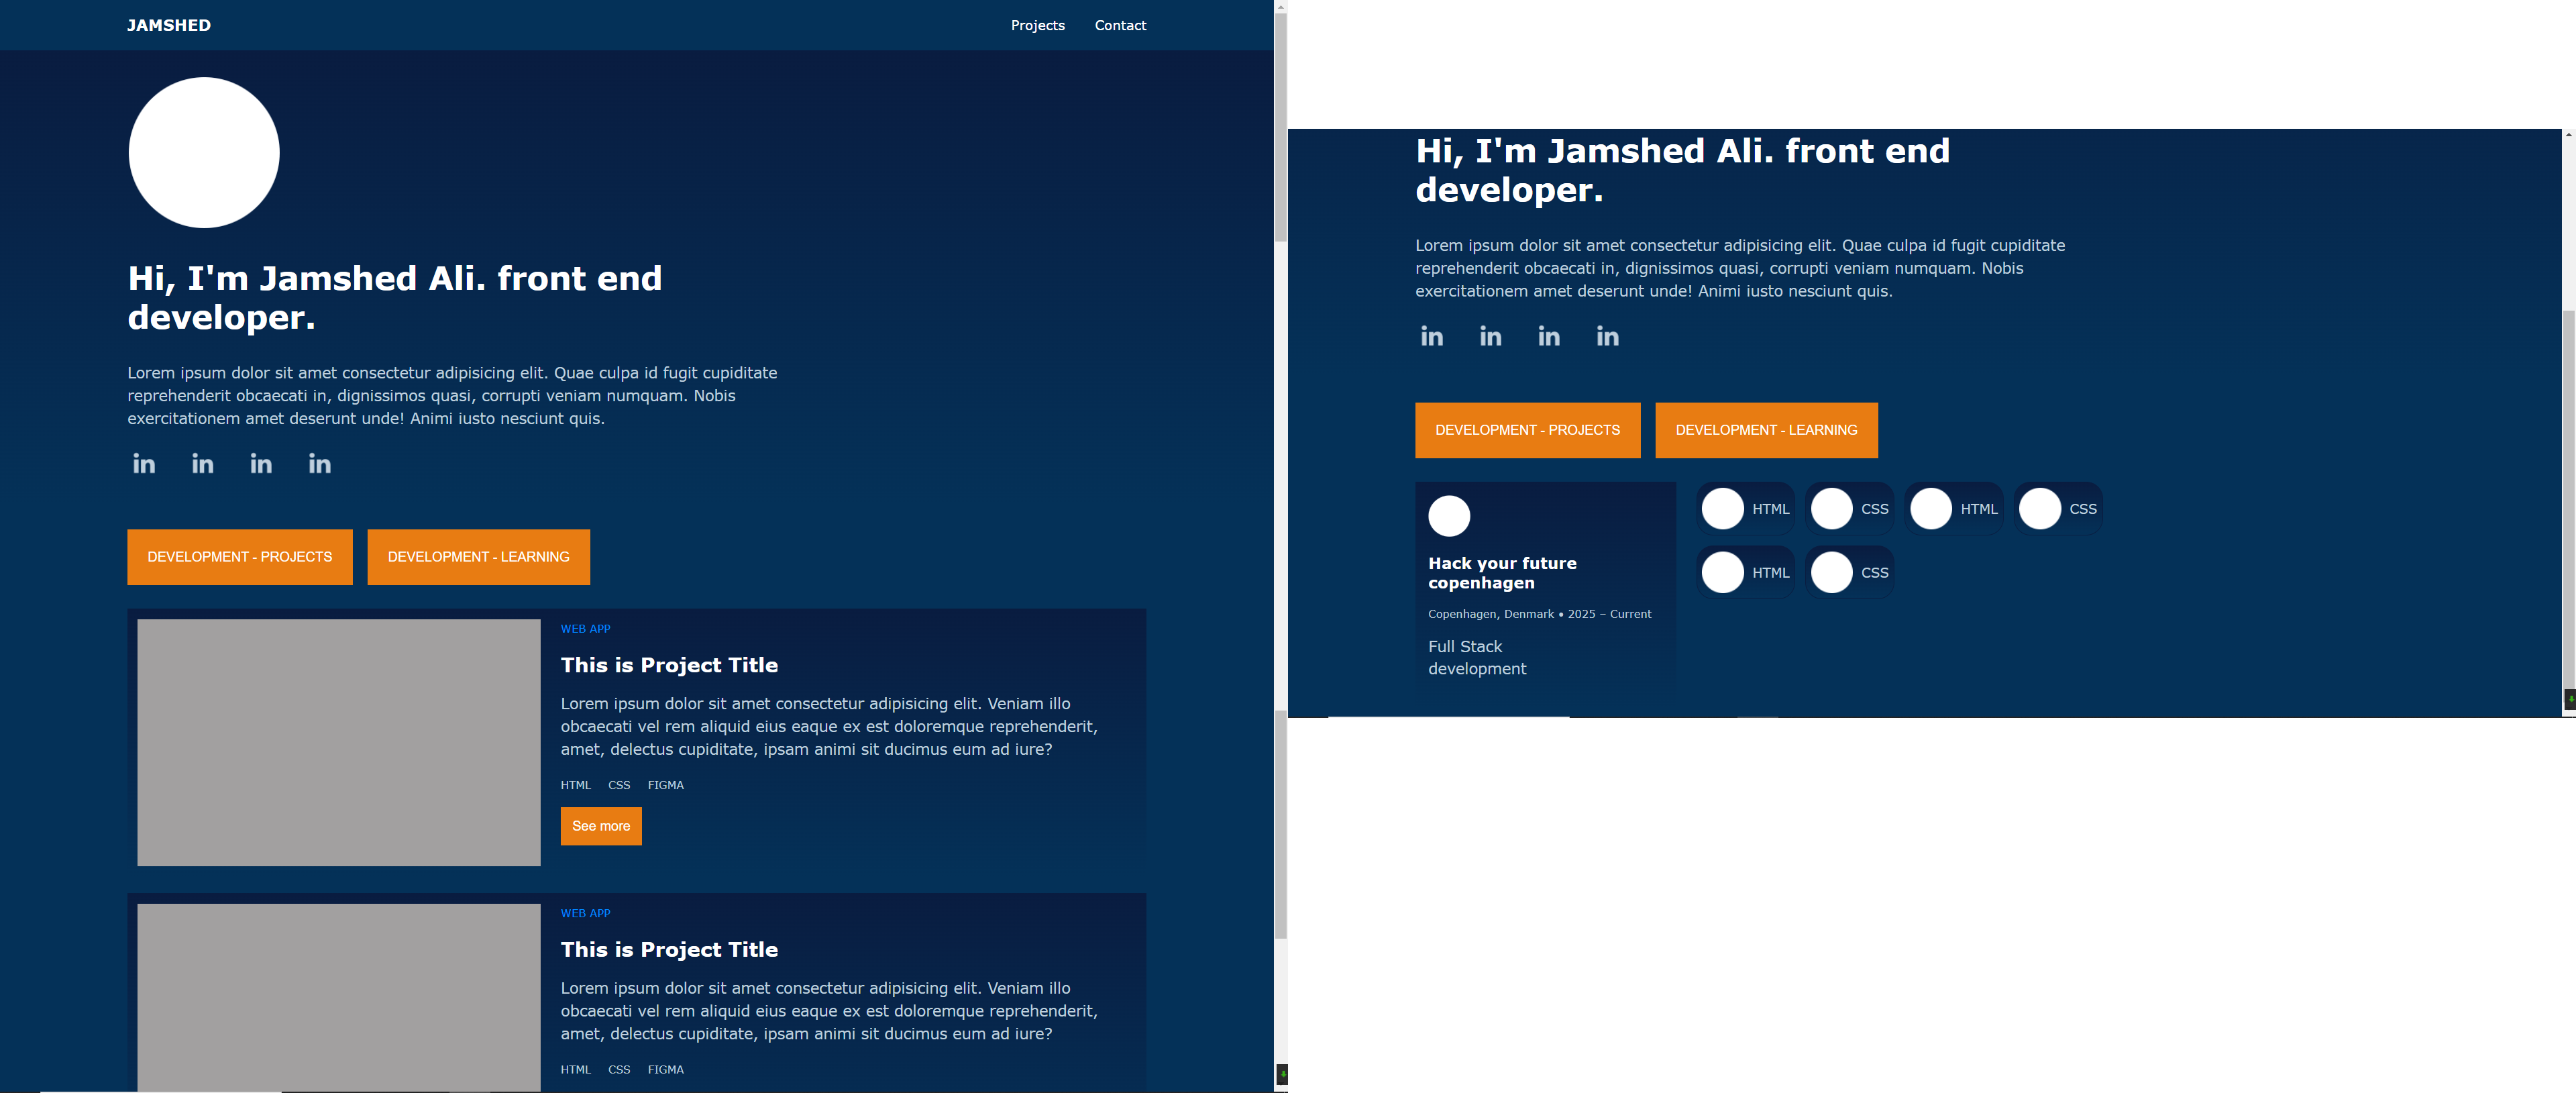 JAMSHED
Projects Contact
Hi, I'm Jamshed Ali. front end
developer.
Lorem ipsum dolor sit amet consectetur adipisicing elit. Quae culpa id fugit cupiditate
reprehenderit obcaecati in, dignissimos quasi, corrupti veniam numquam. Nobis
exercitationem amet deserunt unde! Animi iusto nesciunt quis.
in in in in
DEVELOPMENT - PROJECTS DEVELOPMENT - LEARNING
WEB APP
This is Project Title
Lorem ipsum dolor sit amet consectetur adipisicing elit. Veniam illo
obcaecati vel rem aliquid eius eaque ex est doloremque reprehenderit,
amet, delectus cupiditate, ipsam animi sit ducimus eum ad iure?
HTML CSS FIGMA
See more
WEB APP
This is Project Title
Lorem ipsum dolor sit amet consectetur adipisicing elit. Veniam illo
obcaecati vel rem aliquid eius eaque ex est doloremque reprehenderit,
amet, delectus cupiditate, ipsam animi sit ducimus eum ad iure?
HTML CSS FIGMA
Hi, I'm Jamshed Ali. front end
developer.
Lorem ipsum dolor sit amet consectetur adipisicing elit. Quae culpa id fugit cupiditate
reprehenderit obcaecati in, dignissimos quasi, corrupti veniam numquam. Nobis
exercitationem amet deserunt unde! Animi iusto nesciunt quis.
in in in in
DEVELOPMENT - PROJECTS DEVELOPMENT - LEARNING
Hack your future
copenhagen
Copenhagen, Denmark • 2025 – Current
Full Stack
development
HTML CSS HTML CSS
HTML CSS